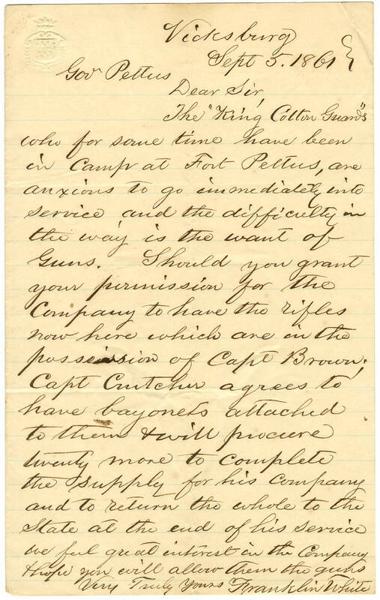 Vicksburg
Sept 5. 1861
Gov Pettus
Dear Sir,
The "King Cotton Guards"
who for some time have been
in Camp at Fort Pettus, are
anxious to go immediately into
service and the difficulty in
the way is the want of
Guns. Should you grant
your permission for the
Company to have the rifles
now here which are in the
possession of Capt Brown;
Capt Crutcher agrees to
have bayonets attached
to them & will procure
twenty more to complete
the supply for his company
and to return the whole to the
State at the end of his service
we feel great interest in the Company
& hope you will allow them the guns
Very Truly Yours Franklin White